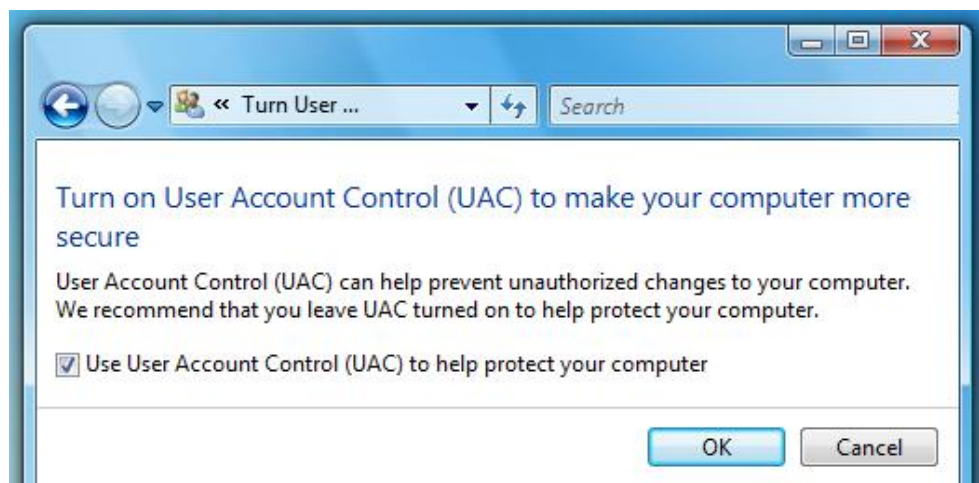 « Turn User ...
Search
Turn on User Account Control (UAC) to make your computer more
secure
User Account Control (UAC) can help prevent unauthorized changes to your computer.
We recommend that you leave UAC turned on to help protect your computer.
Use User Account Control (UAC) to help protect your computer
OK
Cancel